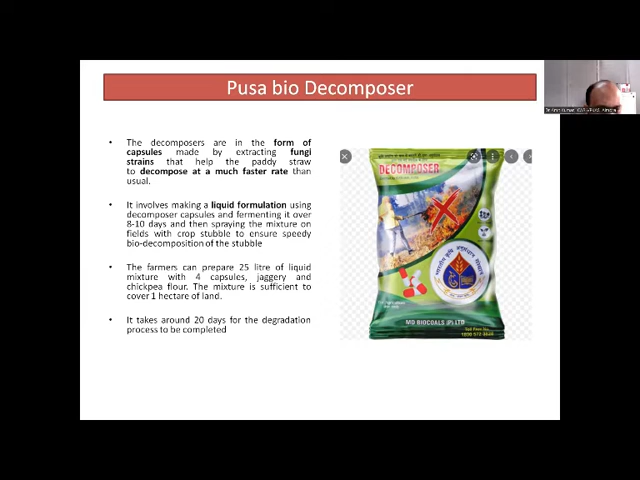 Pusa bio Decomposer
• The decomposers are in the form of
capsules made by extracting fungi
strains that help the paddy straw
to decompose at a much faster rate than
usual.
• It involves making a liquid formulation using
decomposer capsules and fermenting it over
8-10 days and then spraying the mixture on
fields with crop stubble to ensure speedy
bio-decomposition of the stubble
• The farmers can prepare 25 litre of liquid
mixture with 4 capsules, jaggery and
chickpea flour. The mixture is sufficient to
cover 1 hectare of land.
• It takes around 20 days for the degradation
process to be completed
DECOMPOSER
MD BIOCOALS (P) LTD